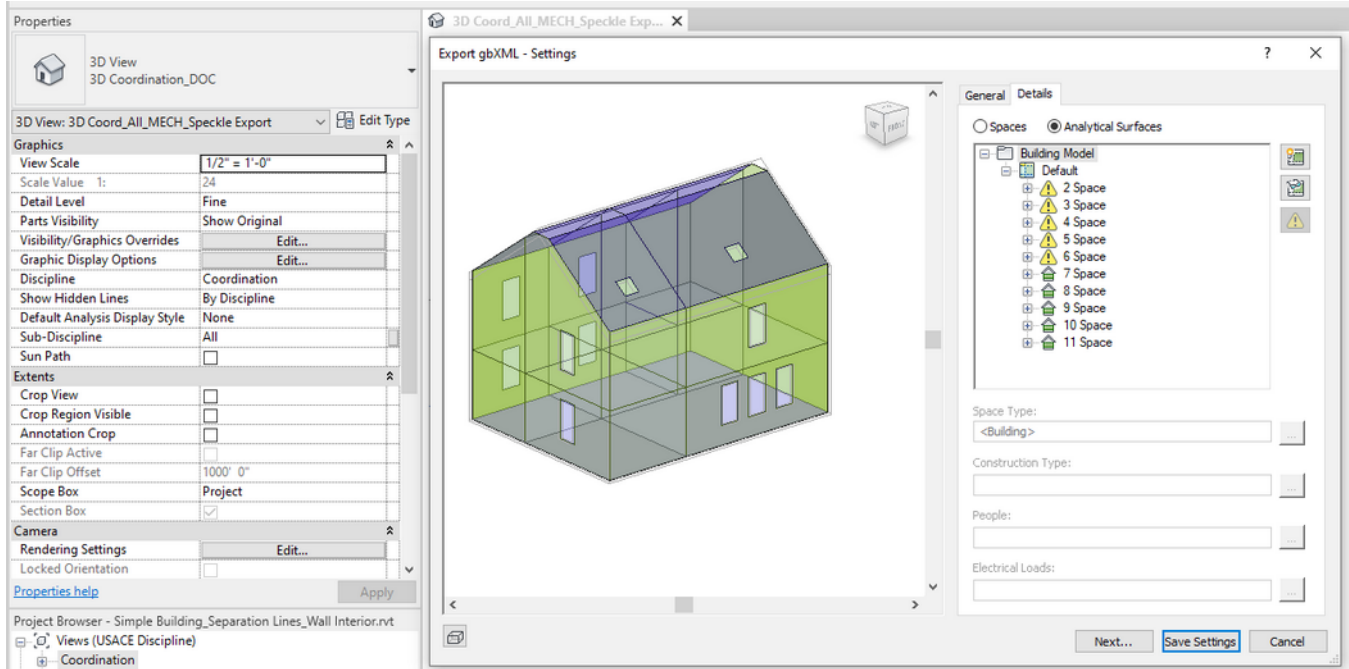 Properties
3D View
3D Coordination_DOC
3D View: 3D Coord_All_MECH_Speckle Export
Edit Type
Graphics
View Scale 1/2" = 1'-0"
Scale Value 1: 24
Detail Level Fine
Parts Visibility Show Original
Visibility/Graphics Overrides Edit...
Graphic Display Options Edit...
Discipline Coordination
Show Hidden Lines By Discipline
Default Analysis Display Style None
Sub-Discipline All
Sun Path
Extents
Crop View
Crop Region Visible
Annotation Crop
Far Clip Active
Far Clip Offset 1000' 0"
Scope Box Project
Section Box
Camera
Rendering Settings Edit...
Locked Orientation
Properties help Apply
Project Browser - Simple Building_Separation Lines_Wall Interior.rvt
Views (USACE Discipline)
Coordination
3D Coord_All_MECH_Speckle Exp... X
Export gbXML - Settings ? X
FRONT
General Details
Spaces Analytical Surfaces
Building Model
Default
2 Space
3 Space
4 Space
5 Space
6 Space
7 Space
8 Space
9 Space
10 Space
11 Space
Space Type:
<Building> ...
Construction Type:
...
People:
...
Electrical Loads:
...
Next... Save Settings Cancel